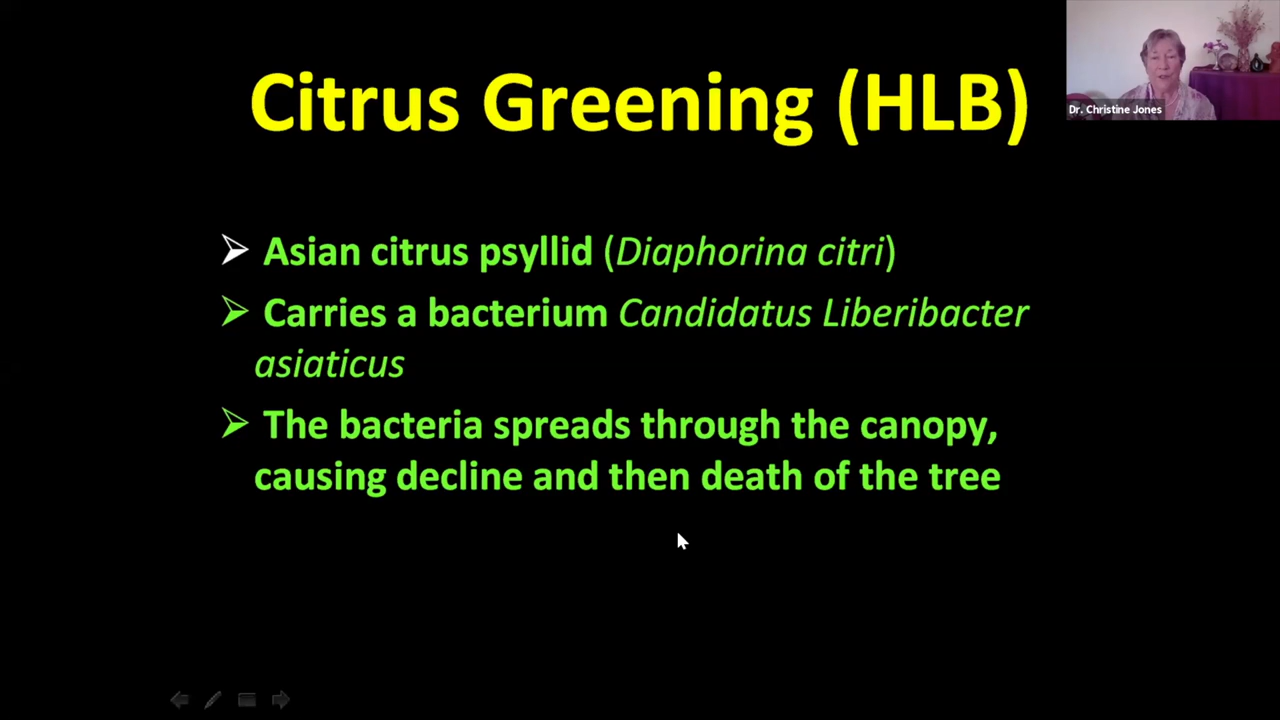 Citrus Greening (HLB)
Dr. Christine Jones
Asian citrus psyllid (Diaphorina citri)
Carries a bacterium Candidatus Liberibacter
asiaticus
The bacteria spreads through the canopy,
causing decline and then death of the tree